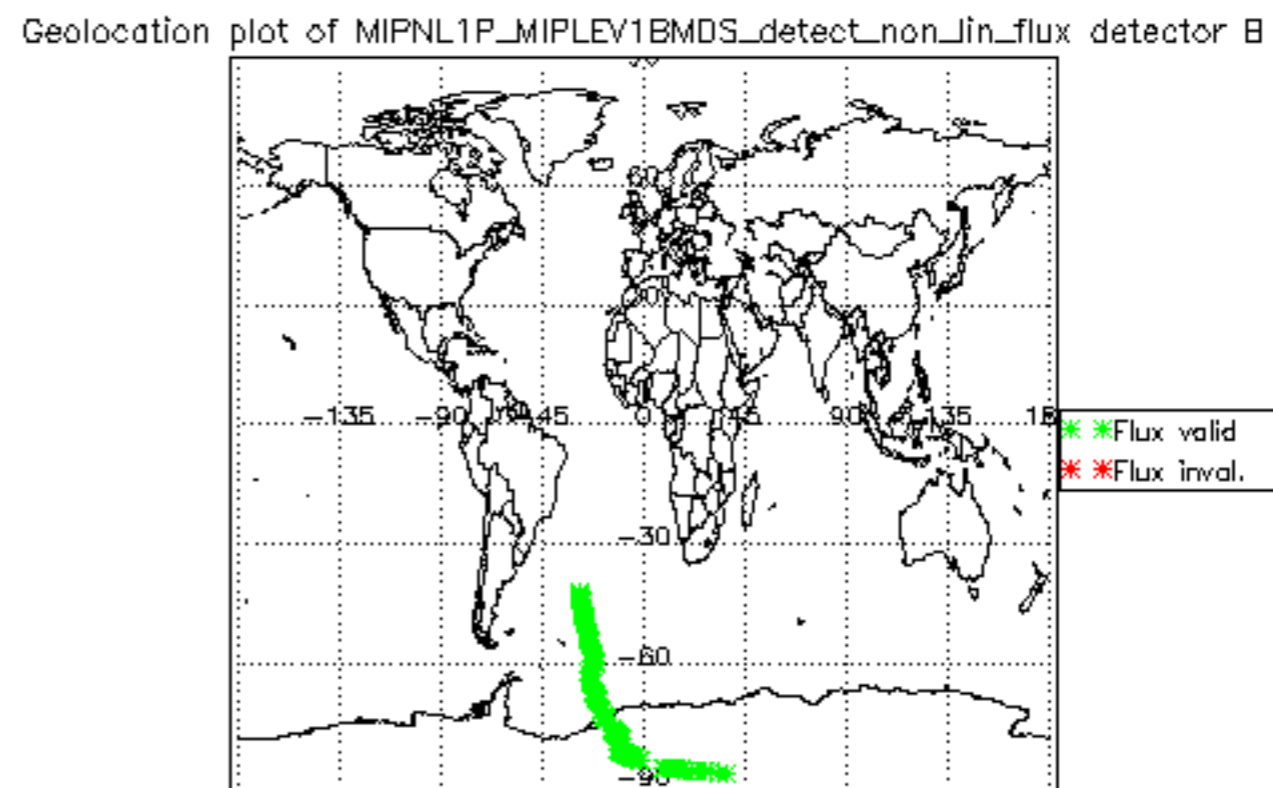 Geolocation plot of MIPNL1P_MIPLEV1BMDS_detect_non_lin_flux detector B
60
-135 -90 45 0 45 90 135
Flux valid
Flux inval.
-30
-60
-90